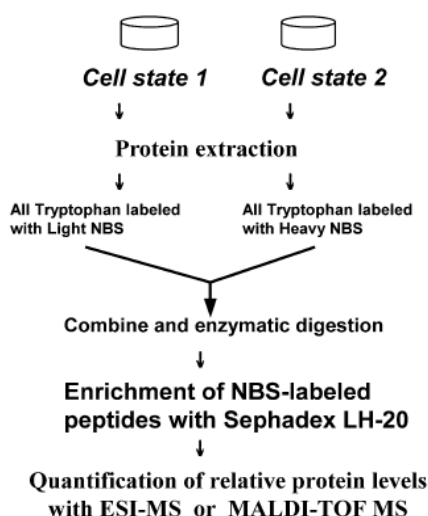 Cell state 1 Cell state 2
Protein extraction
All Tryptophan labeled
with Light NBS
All Tryptophan labeled
with Heavy NBS
Combine and enzymatic digestion
Enrichment of NBS-labeled
peptides with Sephadex LH-20
Quantification of relative protein levels
with ESI-MS or MALDI-TOF MS